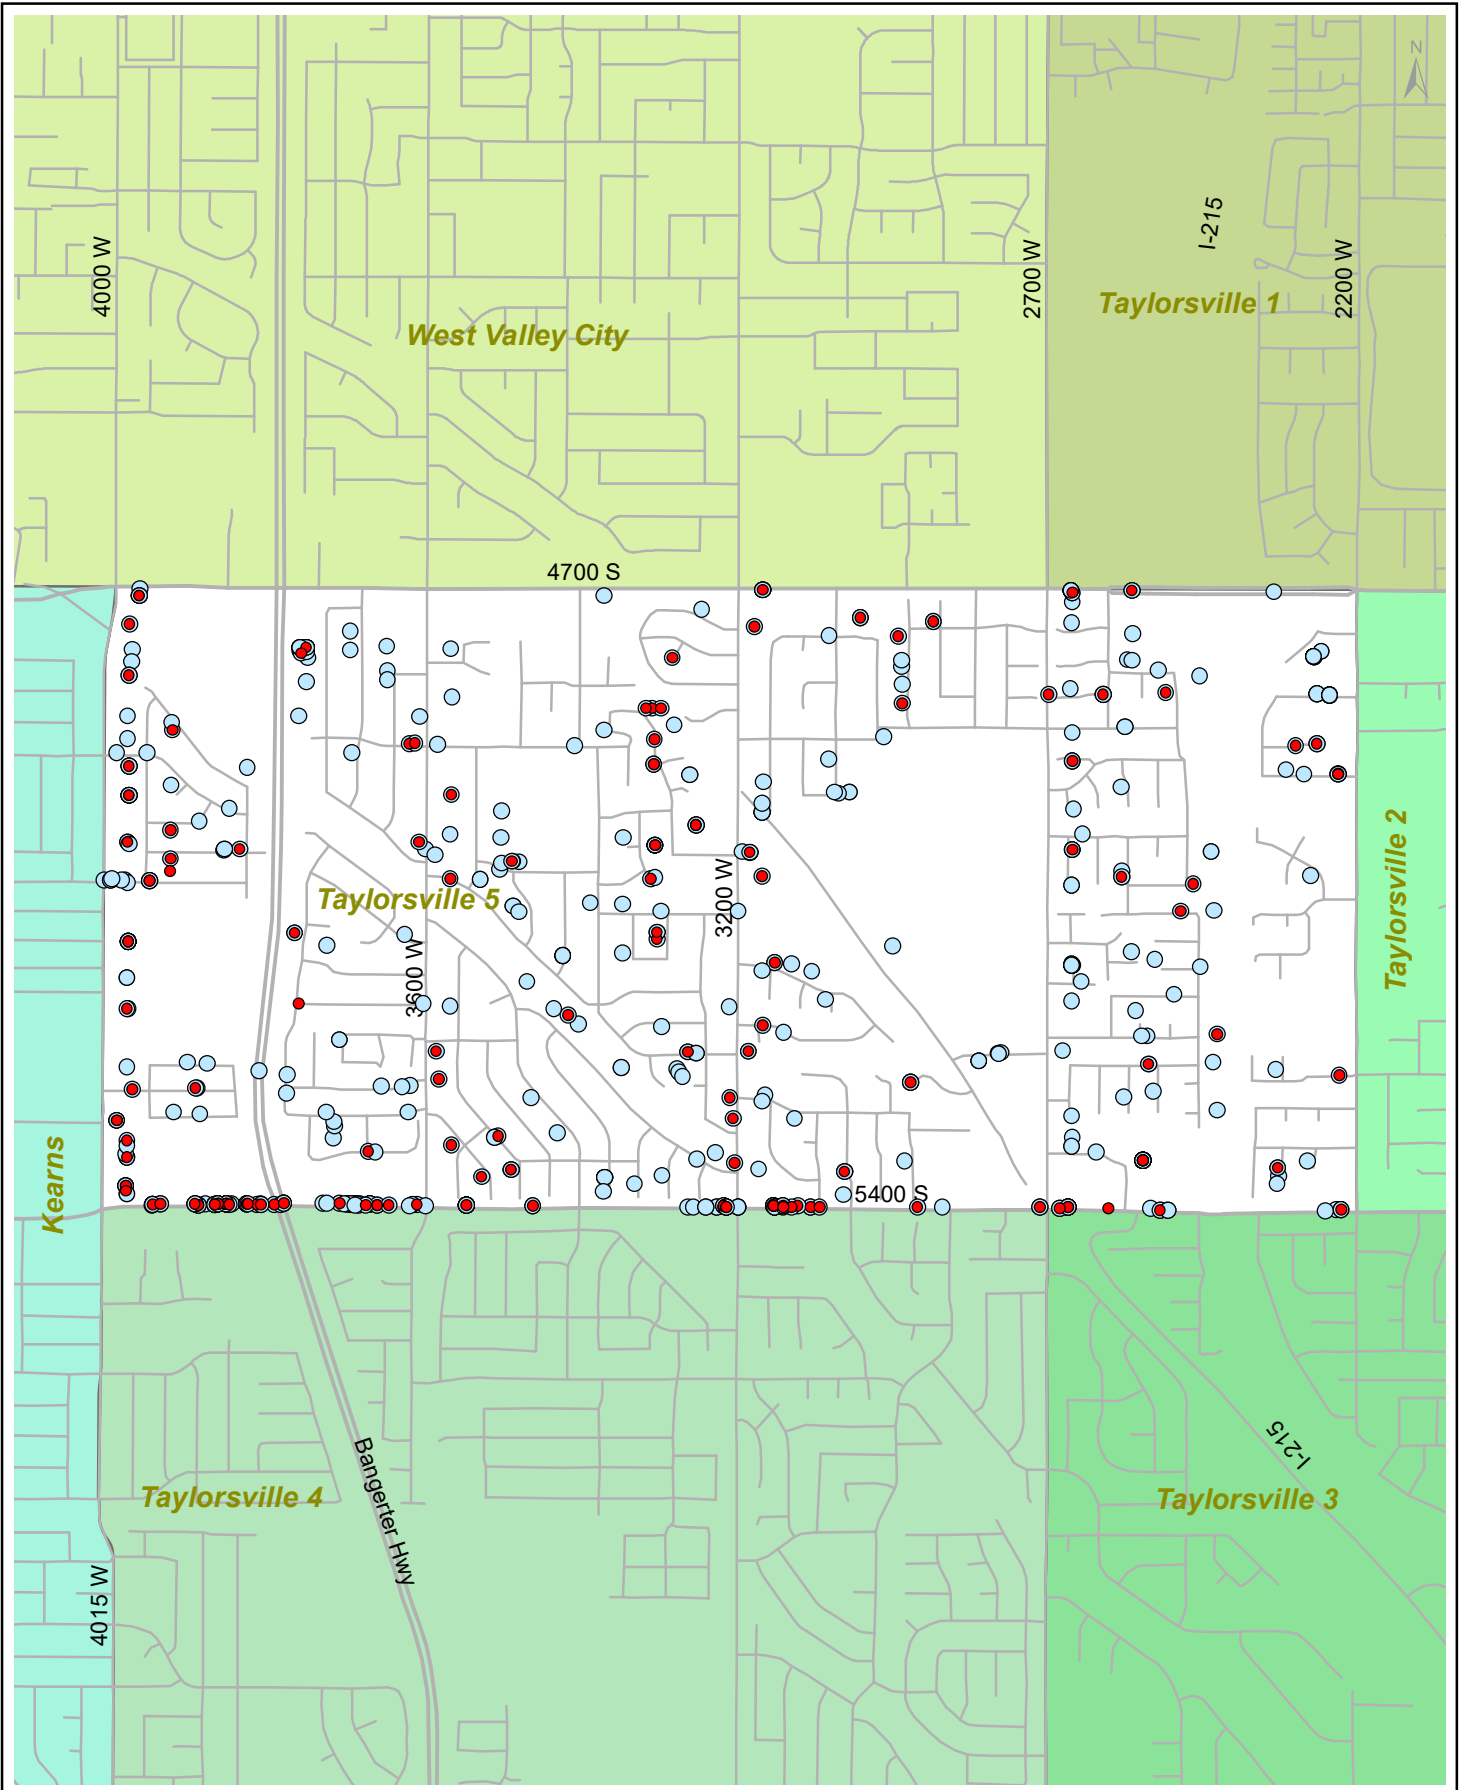 N
I-215
4000 W
2700 W
2200 W
Taylorsville 1
West Valley City
4700 S
Taylorsville 2
3200 W
Taylorsville 5
3600 W
Kearns
5400 S
I-215
Bangerter Hwy
Taylorsville 4
Taylorsville 3
4015 W